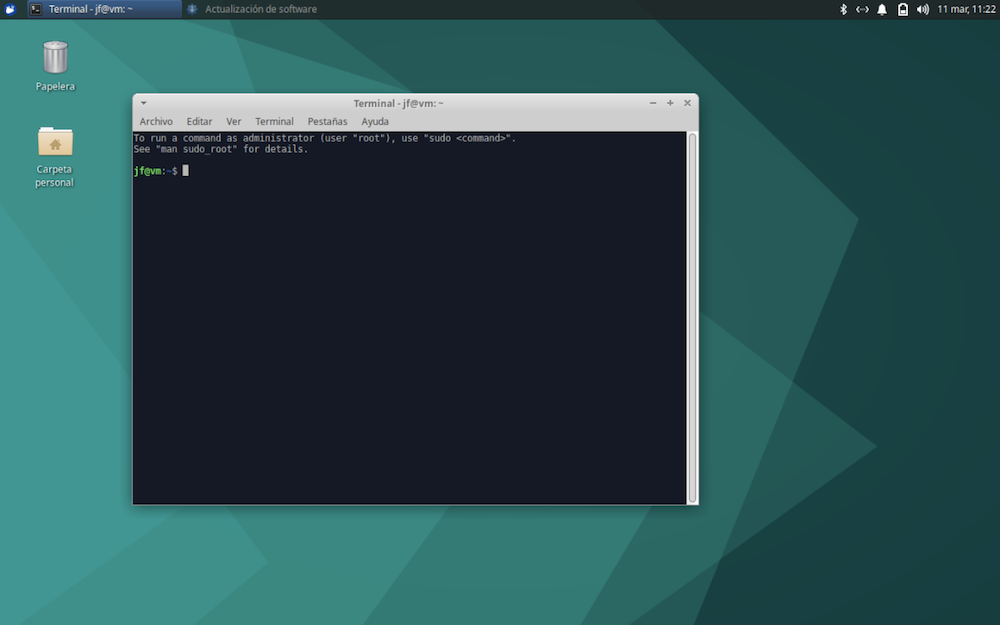 Terminal - jf@vm: ~
Actualización de software
11 mar, 11:22
Papelera
Carpeta
personal
Terminal - jf@vm: ~
Archivo Editar Ver Terminal Pestañas Ayuda
To run a command as administrator (user "root"), use "sudo <command>".
See "man sudo_root" for details.
jf@vm:~$